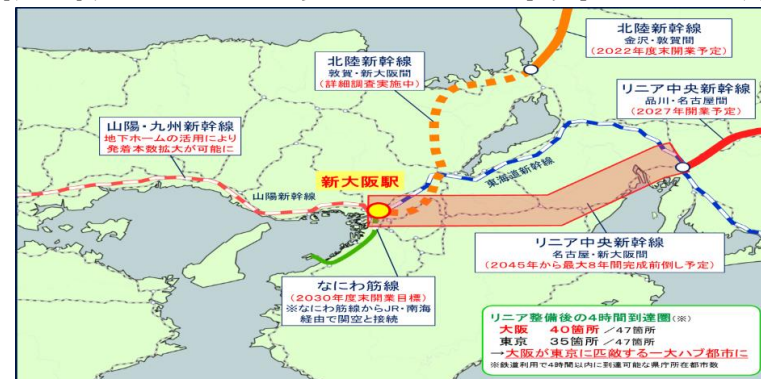 北陸新幹線
金沢・敦賀間
(2022年度末開業予定)
北陸新幹線
敦賀・新大阪間
(詳細調査実施中)
リニア中央新幹線
品川・名古屋間
(2027年開業予定)
山陽・九州新幹線
地下ホームの活用により
発着本数拡大が可能に
新大阪駅
東海道新幹線
山陽新幹線
リニア中央新幹線
名古屋・新大阪間
(2045年から最大8年間完成前倒し予定)
なにわ筋線
(2030年度末開業目標)
※なにわ筋線からJR・南海
経由で関空と接続
リニア整備後の4時間到達圏(※)
大阪 40箇所 /47箇所
東京 35箇所 /47箇所
→大阪が東京に匹敵する一大ハブ都市に
※鉄道利用で4時間以内に到達可能な県庁所在都市数